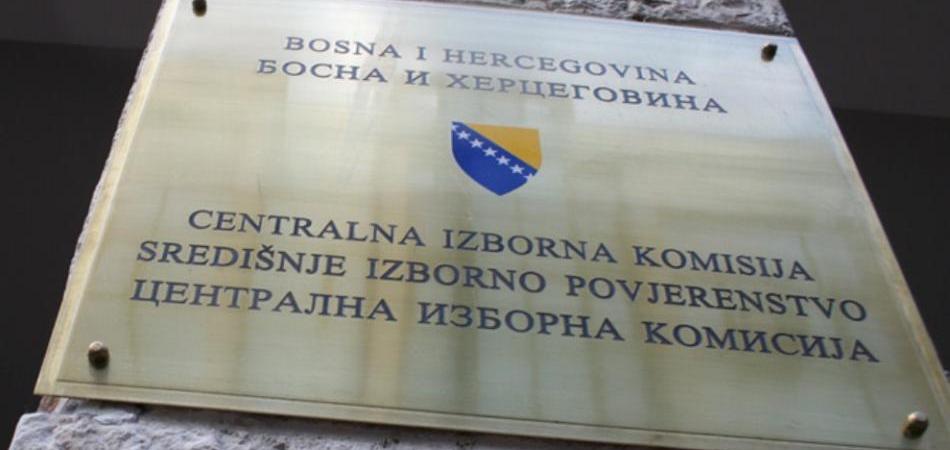 BOSNA I HERCEGOVINA
БОСНА И ХЕРЦЕГОВИНА
CENTRALNA IZBORNA KOMISIJA
SREDIŠNJE IZBORNO POVJERENSTVO
ЦЕНТРАЛНА ИЗБОРНА КОМИСИЈА